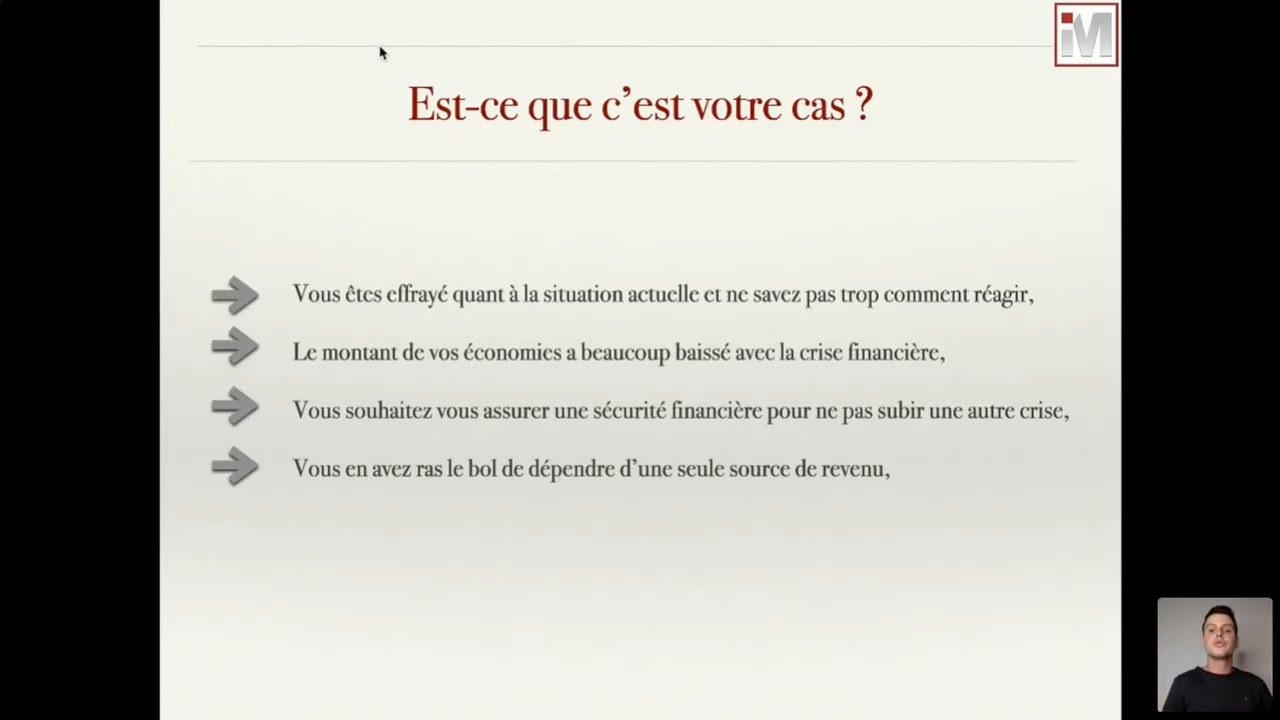 iM
Est-ce que c’est votre cas ?
Vous êtes effrayé quant à la situation actuelle et ne savez pas trop comment réagir,
Le montant de vos économies a beaucoup baissé avec la crise financière,
Vous souhaitez vous assurer une sécurité financière pour ne pas subir une autre crise,
Vous en avez ras le bol de dépendre d’une seule source de revenu,